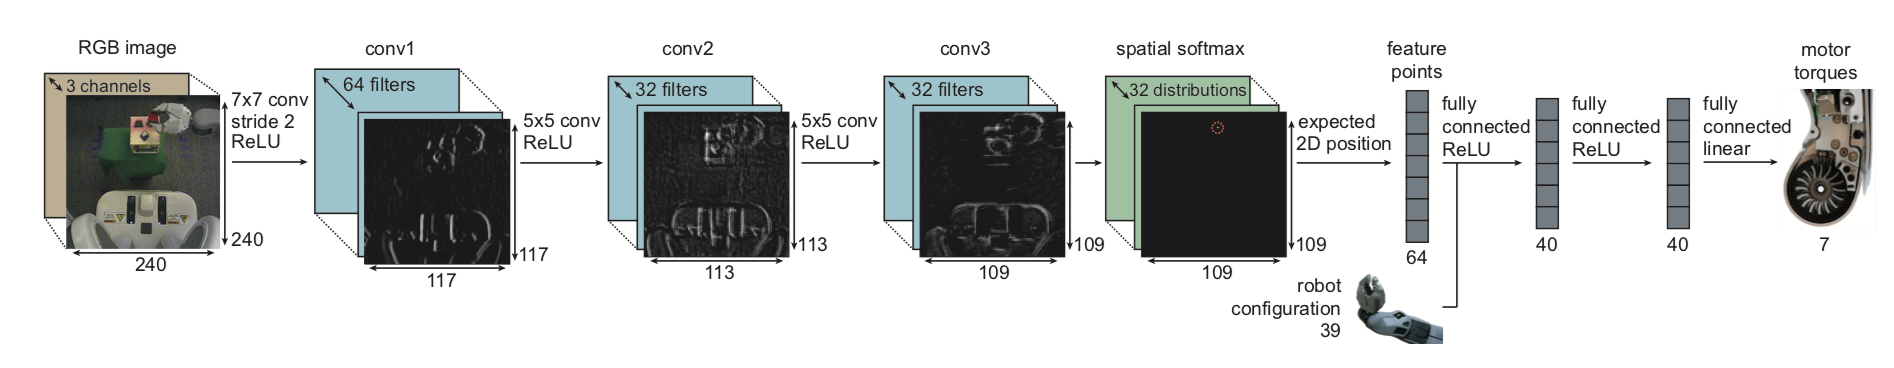 RGB image
3 channels
240
240
7x7 conv
stride 2
ReLU
conv1
64 filters
117
117
5x5 conv
ReLU
conv2
32 filters
113
113
5x5 conv
ReLU
conv3
32 filters
109
109
spatial softmax
32 distributions
109
109
expected
2D position
feature
points
64
robot
configuration
39
fully
connected
ReLU
40
fully
connected
ReLU
40
fully
connected
linear
motor
torques
7